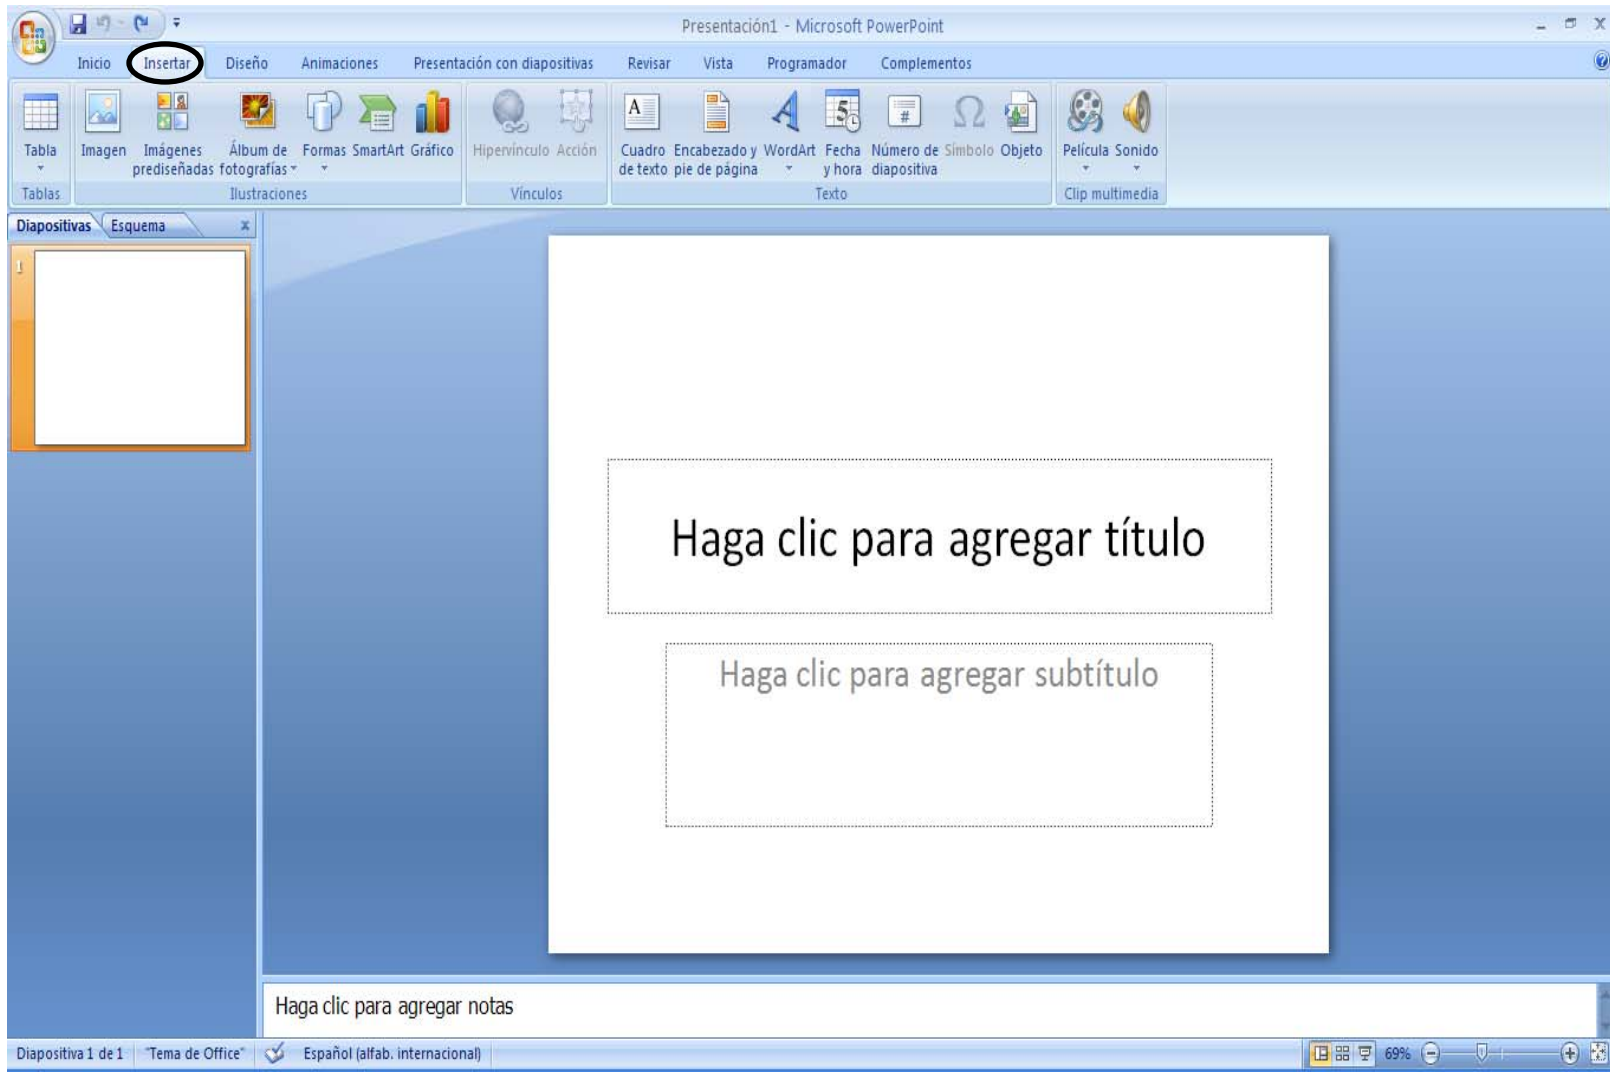 Presentación1 - Microsoft PowerPoint
Inicio Insertar Diseño Animaciones Presentación con diapositivas Revisar Vista Programador Complementos
Tabla Imagen Imágenes prediseñadas Álbum de fotografías Formas SmartArt Gráfico Hipervínculo Acción Cuadro de texto Encabezado y pie de página WordArt Fecha y hora Número de diapositiva Símbolo Objeto Película Sonido
Tablas Ilustraciones Vínculos Texto Clip multimedia
Diapositivas Esquema x
1
Haga clic para agregar título
Haga clic para agregar subtítulo
Haga clic para agregar notas
Diapositiva 1 de 1 "Tema de Office" Español (alfab. internacional) 69%